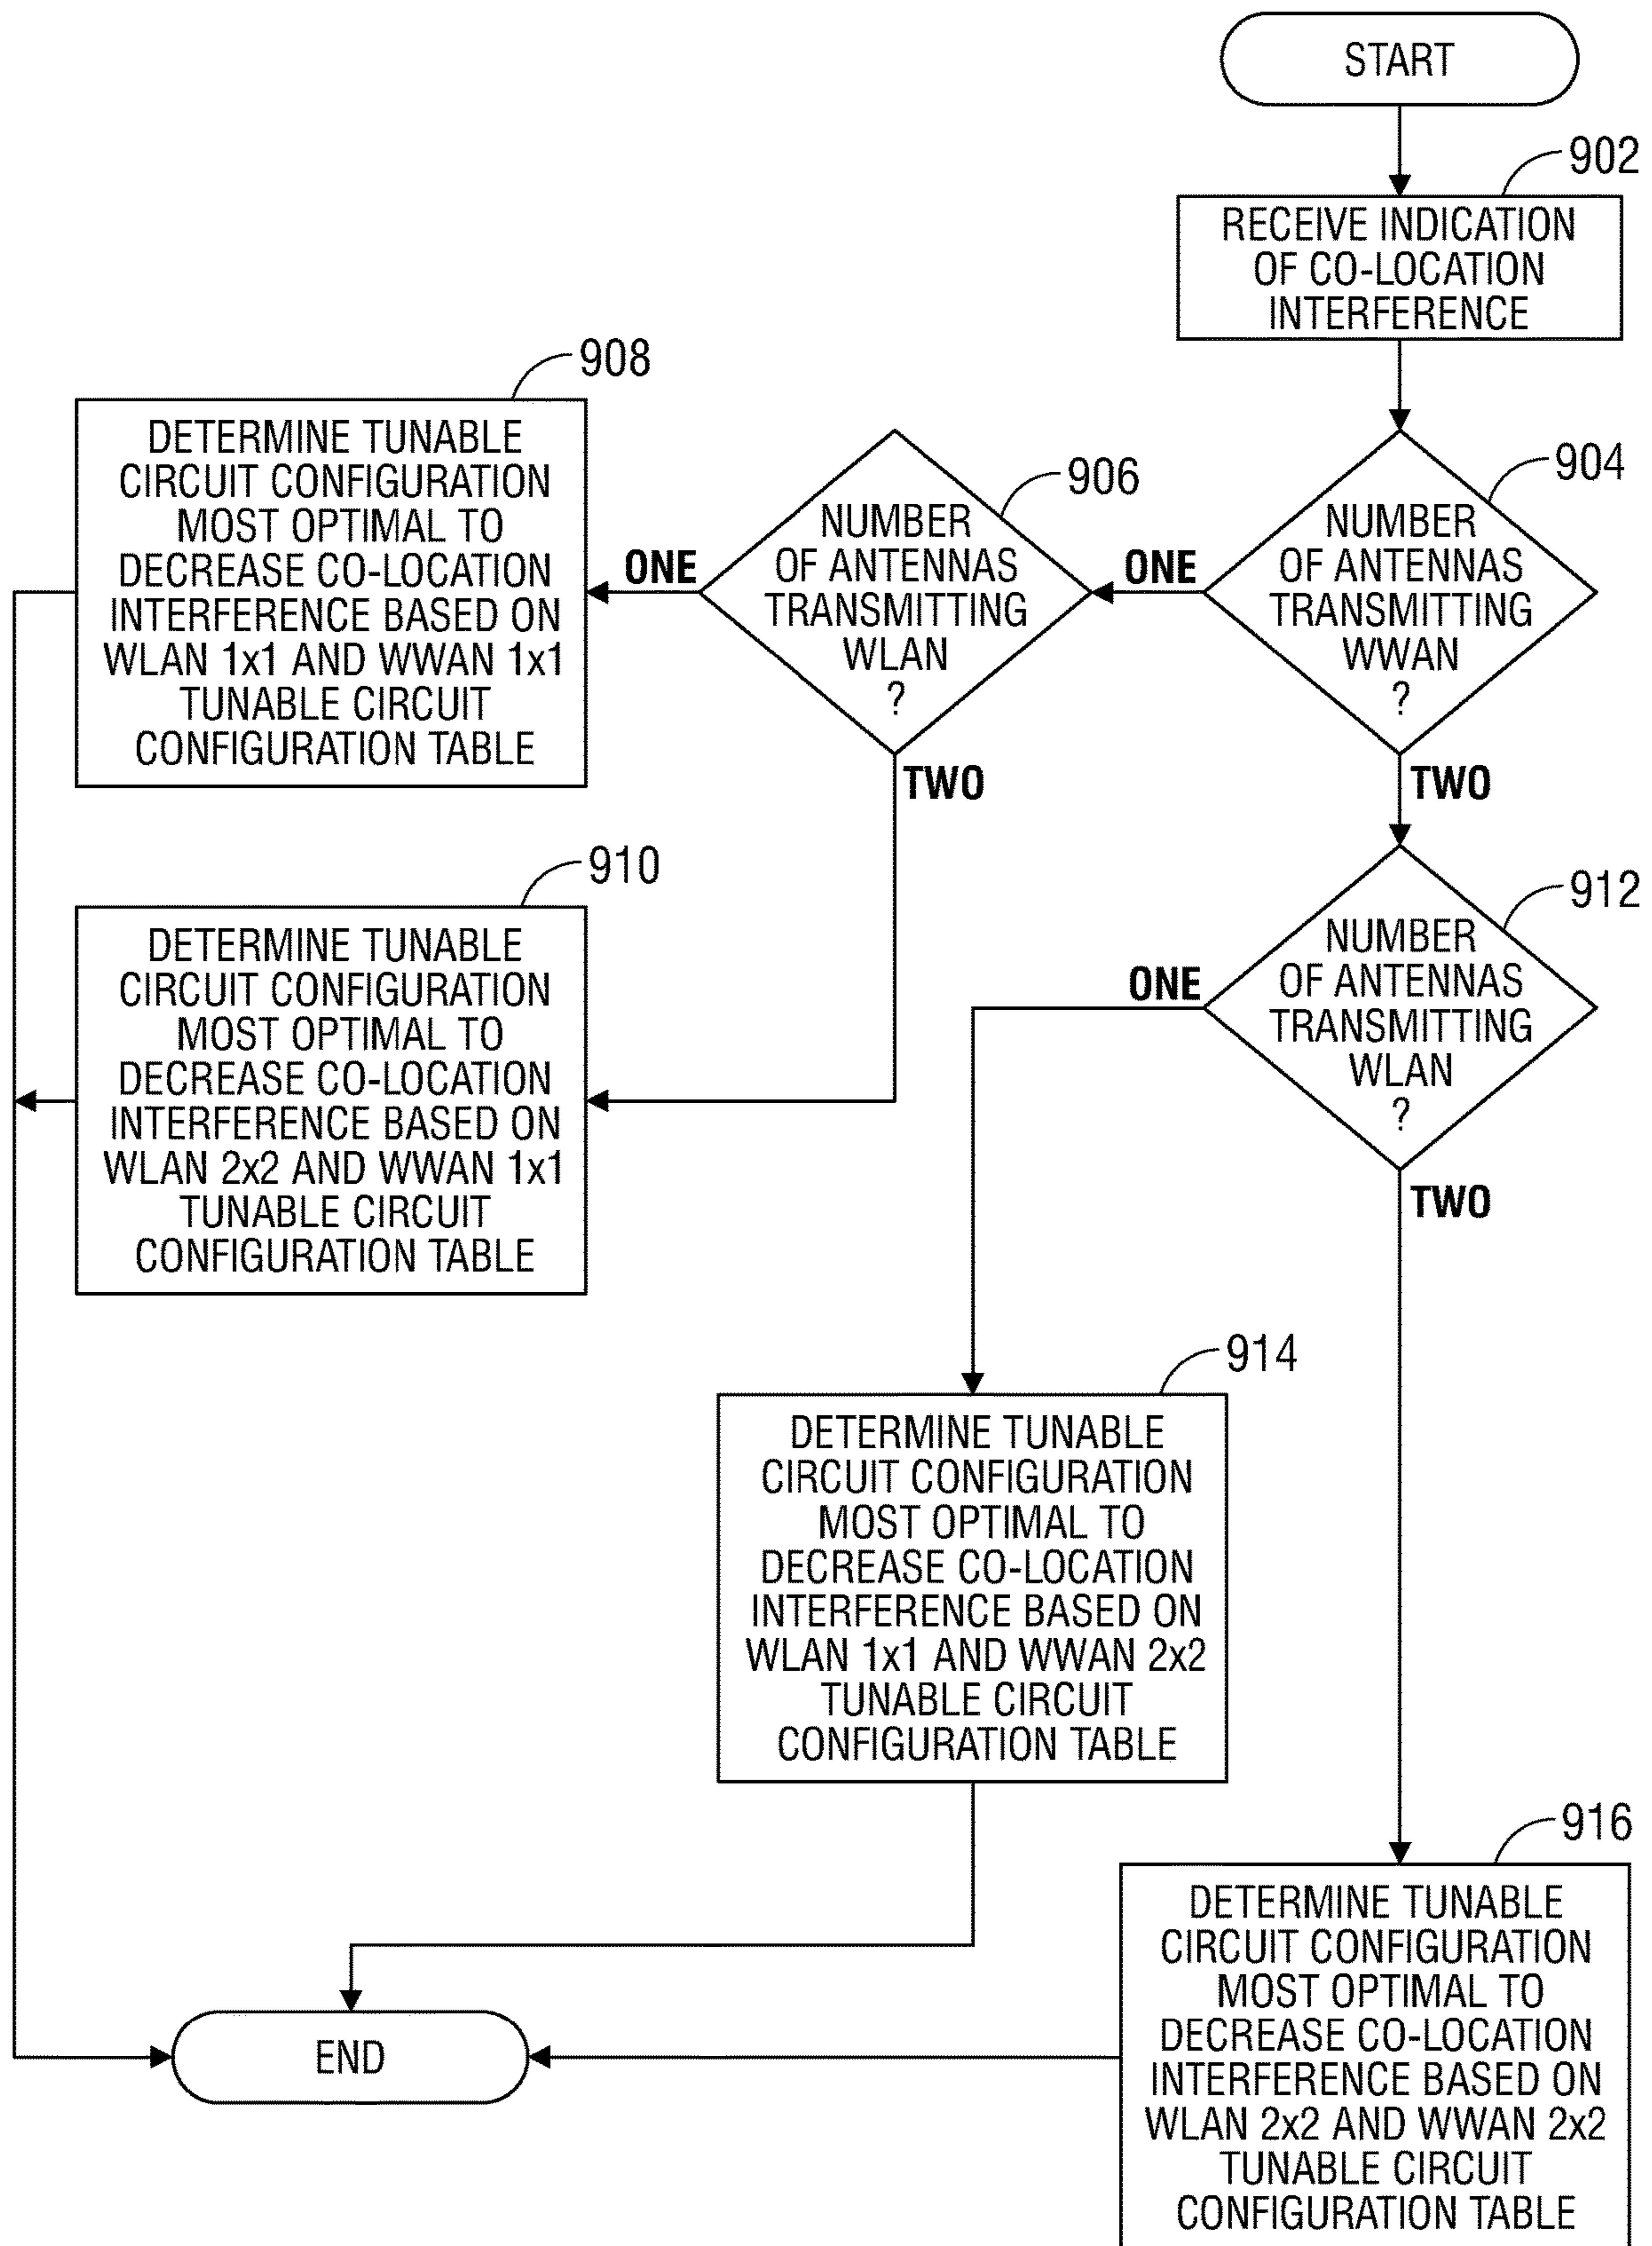 START
902
RECEIVE INDICATION
OF CO-LOCATION
INTERFERENCE
904
NUMBER
OF ANTENNAS
TRANSMITTING
WWAN
?
ONE
TWO
906
NUMBER
OF ANTENNAS
TRANSMITTING
WLAN
?
ONE
TWO
908
DETERMINE TUNABLE
CIRCUIT CONFIGURATION
MOST OPTIMAL TO
DECREASE CO-LOCATION
INTERFERENCE BASED ON
WLAN 1x1 AND WWAN 1x1
TUNABLE CIRCUIT
CONFIGURATION TABLE
910
DETERMINE TUNABLE
CIRCUIT CONFIGURATION
MOST OPTIMAL TO
DECREASE CO-LOCATION
INTERFERENCE BASED ON
WLAN 2x2 AND WWAN 1x1
TUNABLE CIRCUIT
CONFIGURATION TABLE
912
NUMBER
OF ANTENNAS
TRANSMITTING
WLAN
?
ONE
TWO
914
DETERMINE TUNABLE
CIRCUIT CONFIGURATION
MOST OPTIMAL TO
DECREASE CO-LOCATION
INTERFERENCE BASED ON
WLAN 1x1 AND WWAN 2x2
TUNABLE CIRCUIT
CONFIGURATION TABLE
916
DETERMINE TUNABLE
CIRCUIT CONFIGURATION
MOST OPTIMAL TO
DECREASE CO-LOCATION
INTERFERENCE BASED ON
WLAN 2x2 AND WWAN 2x2
TUNABLE CIRCUIT
CONFIGURATION TABLE
END